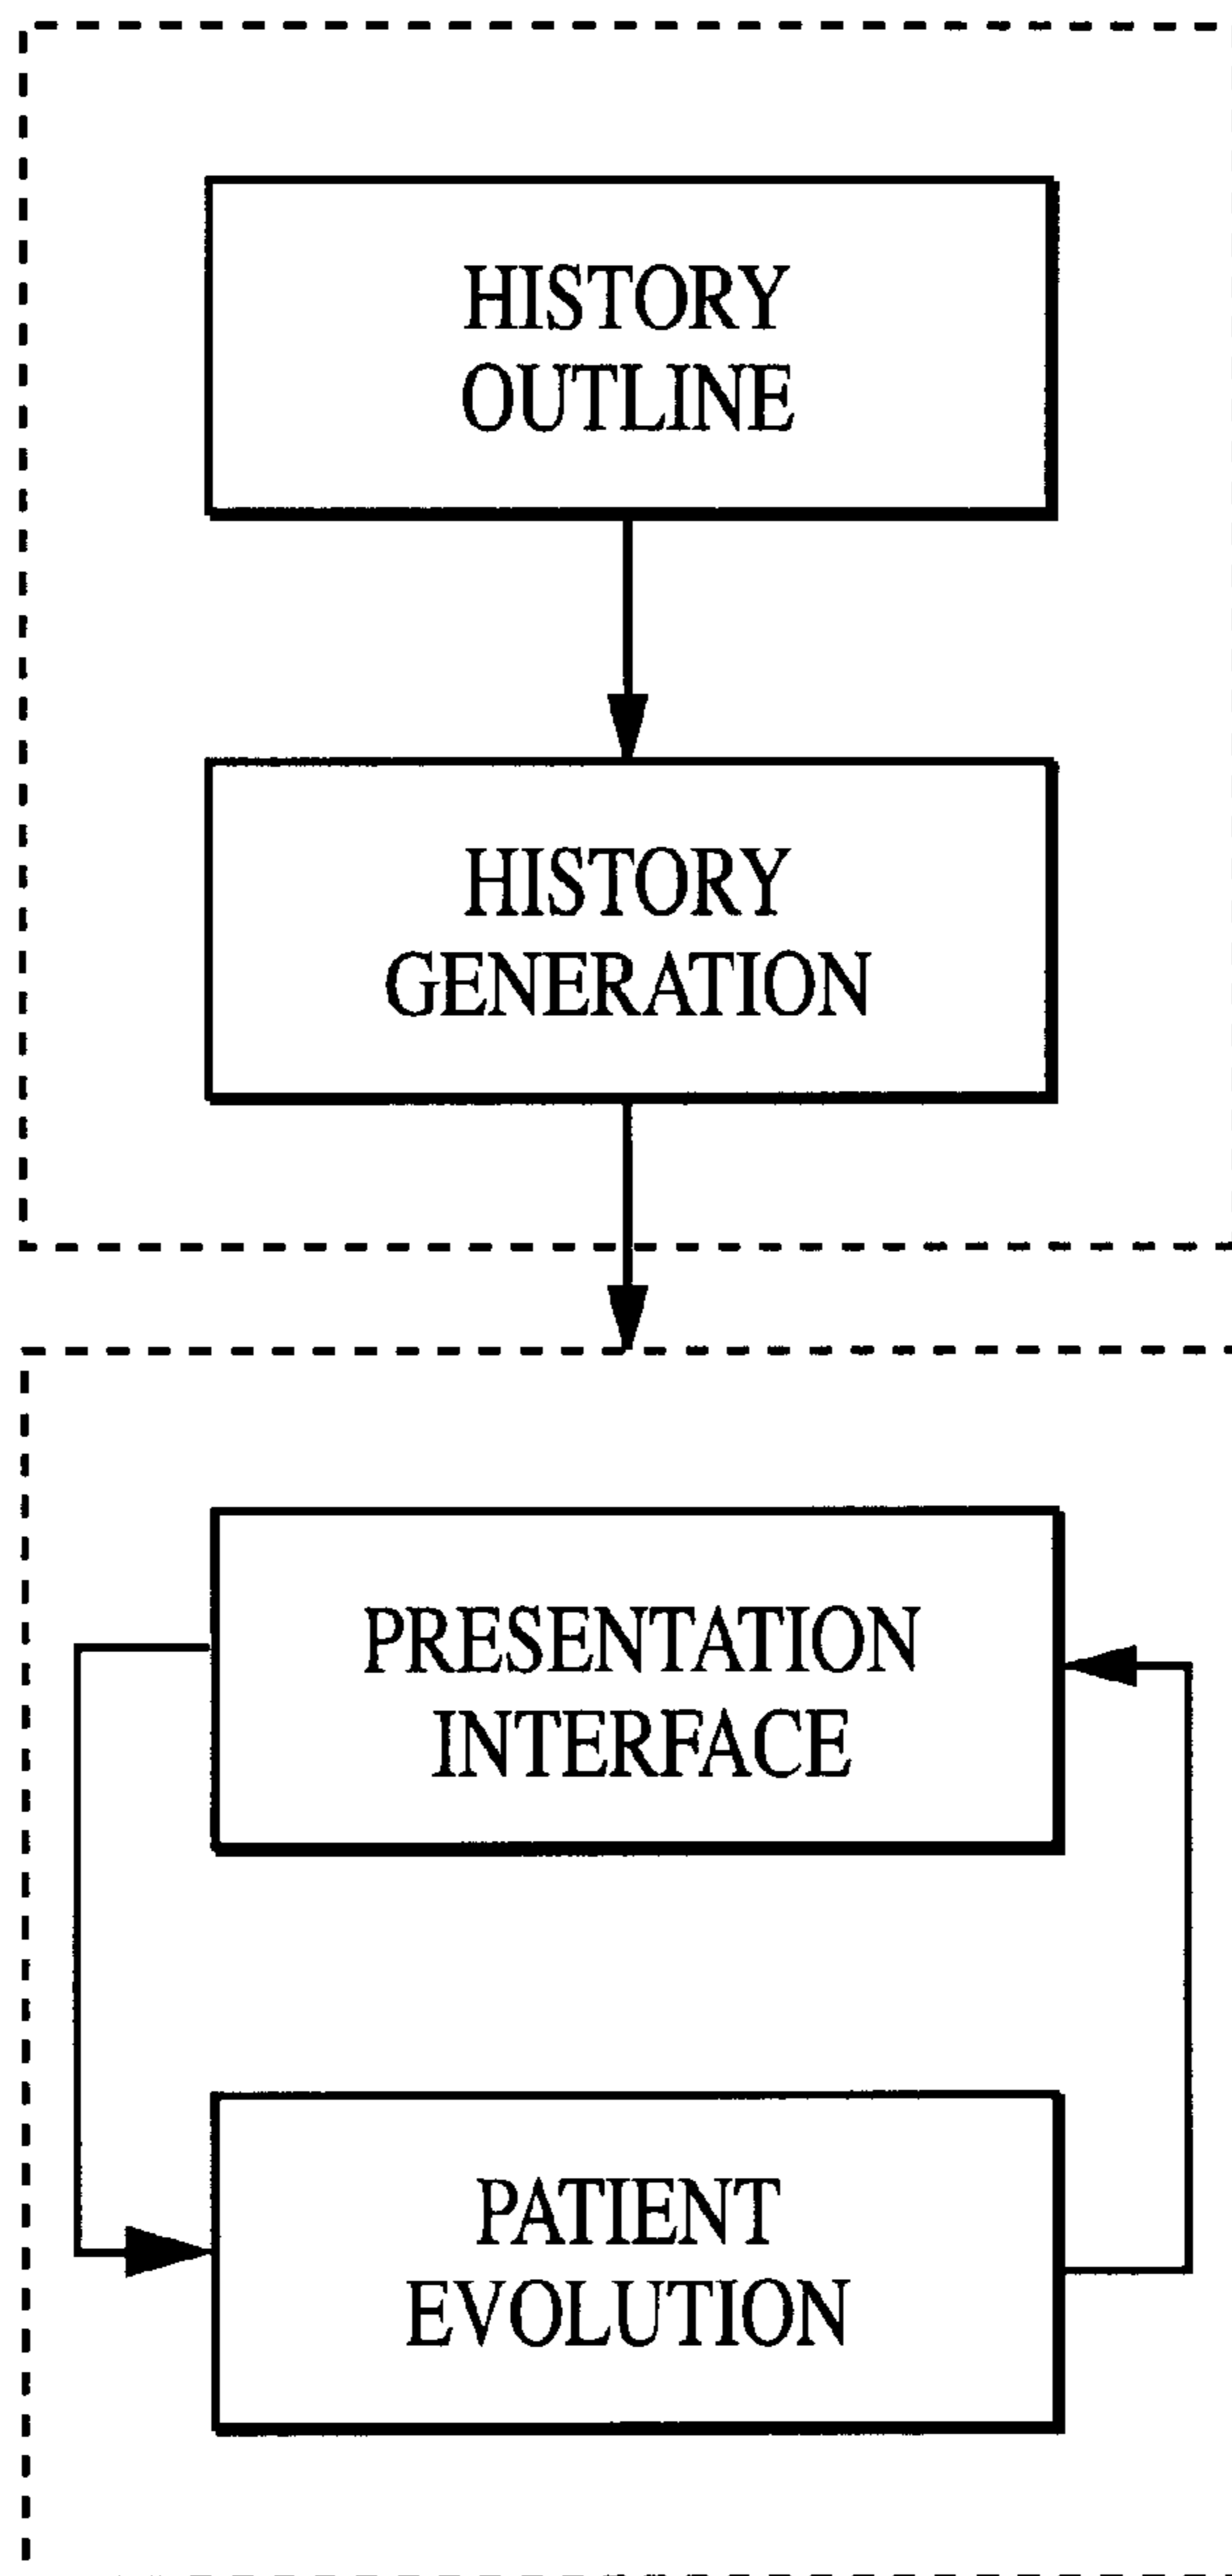 HISTORY
OUTLINE
HISTORY
GENERATION
PRESENTATION
INTERFACE
PATIENT
EVOLUTION